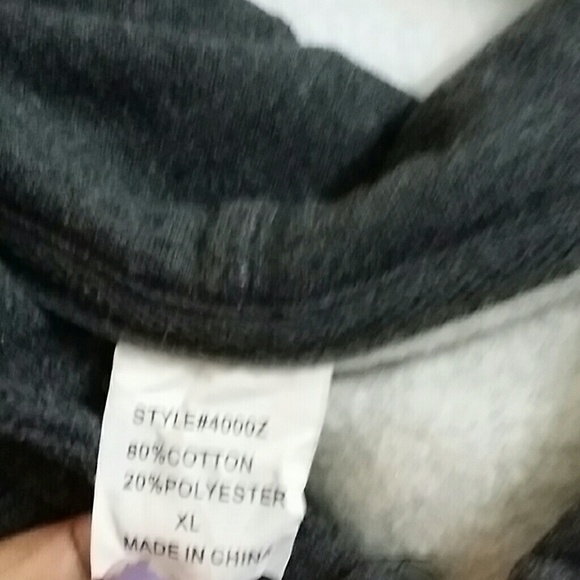 STYLE#4000Z
80%COTTON
20%POLYESTER
XL
MADE IN CHINA